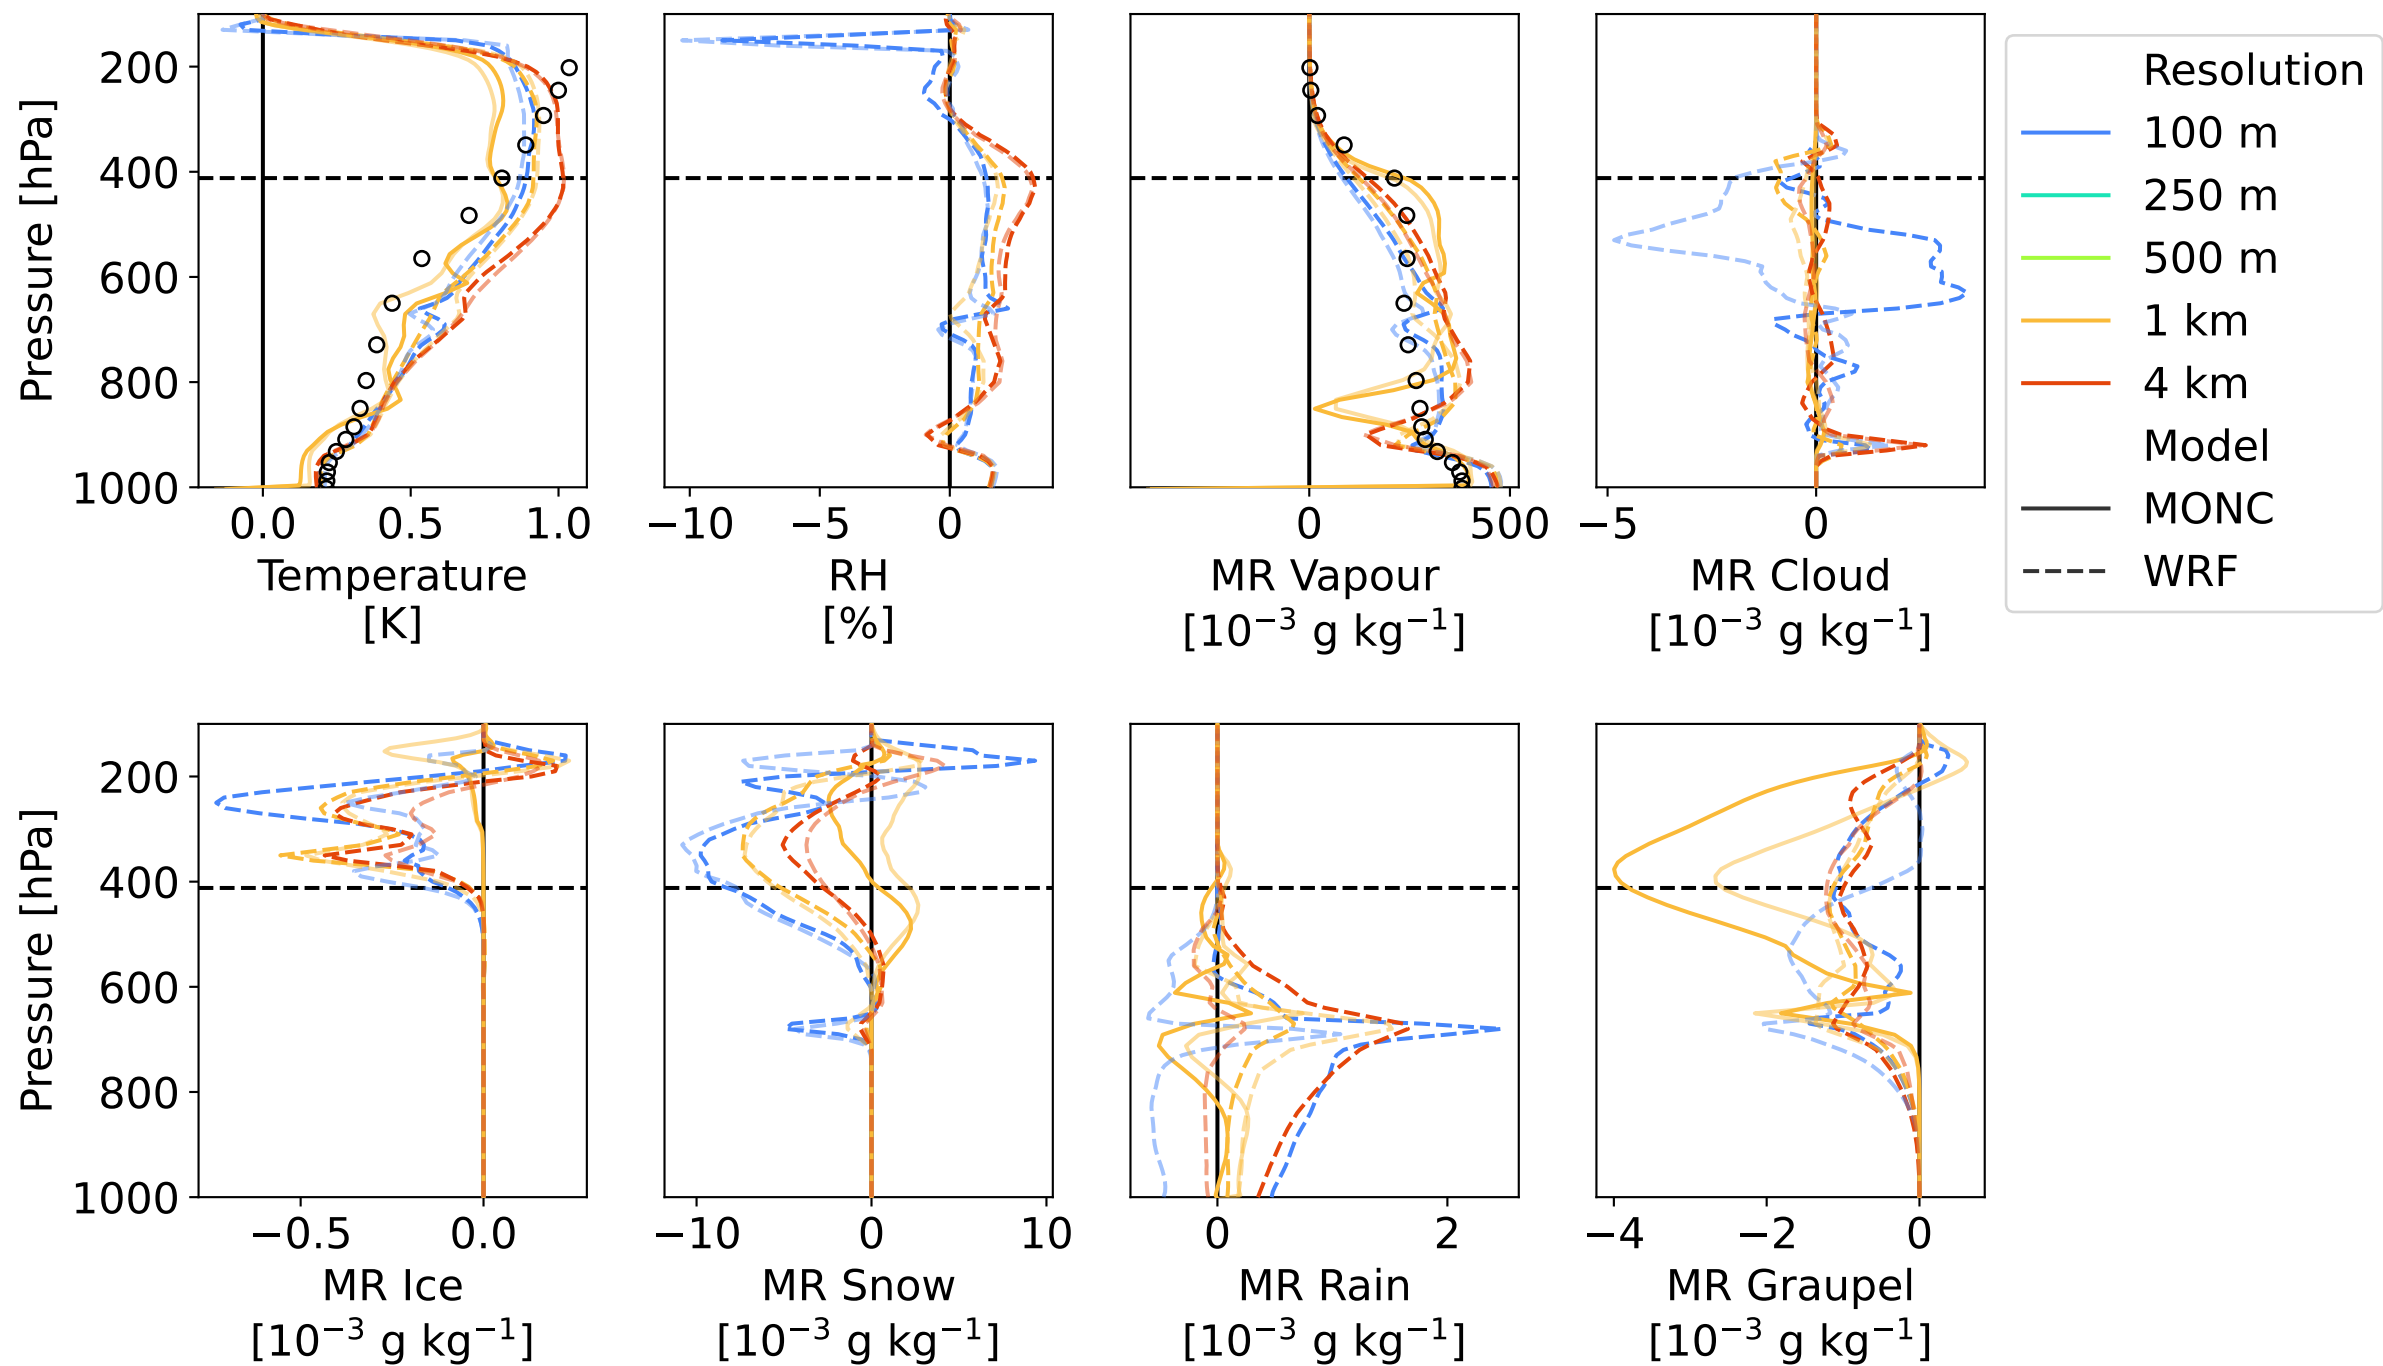 Pressure [hPa]
200
400
600
800
1000
0.0 0.5 1.0
Temperature
[K]
−10 −5 0
RH
[%]
0 500
MR Vapour
[10⁻³ g kg⁻¹]
−5 0
MR Cloud
[10⁻³ g kg⁻¹]
Resolution
100 m
250 m
500 m
1 km
4 km
Model
MONC
WRF
Pressure [hPa]
200
400
600
800
1000
−0.5 0.0
MR Ice
[10⁻³ g kg⁻¹]
−10 0 10
MR Snow
[10⁻³ g kg⁻¹]
0 2
MR Rain
[10⁻³ g kg⁻¹]
−4 −2 0
MR Graupel
[10⁻³ g kg⁻¹]